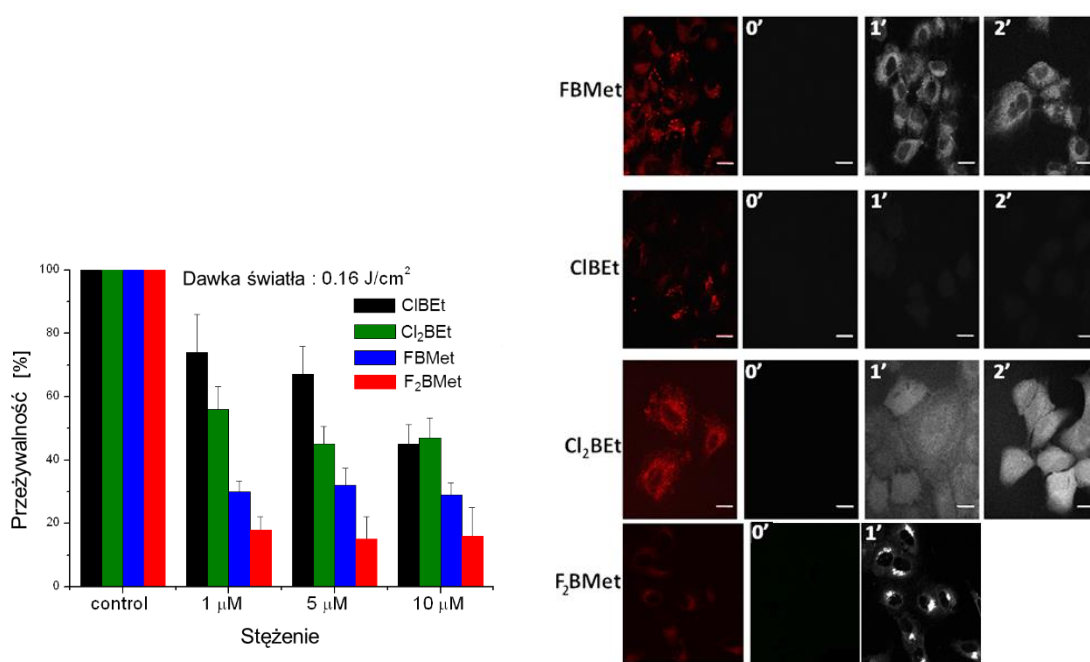 100
80
60
40
20
0
Przeżywalność [%]
Dawka światła : 0.16 J/cm²
ClBEt
Cl₂BEt
FBMet
F₂BMet
control
1 μM
5 μM
10 μM
Stężenie
FBMet
0’
1’
2’
ClBEt
0’
1’
2’
Cl₂BEt
0’
1’
2’
F₂BMet
0’
1’